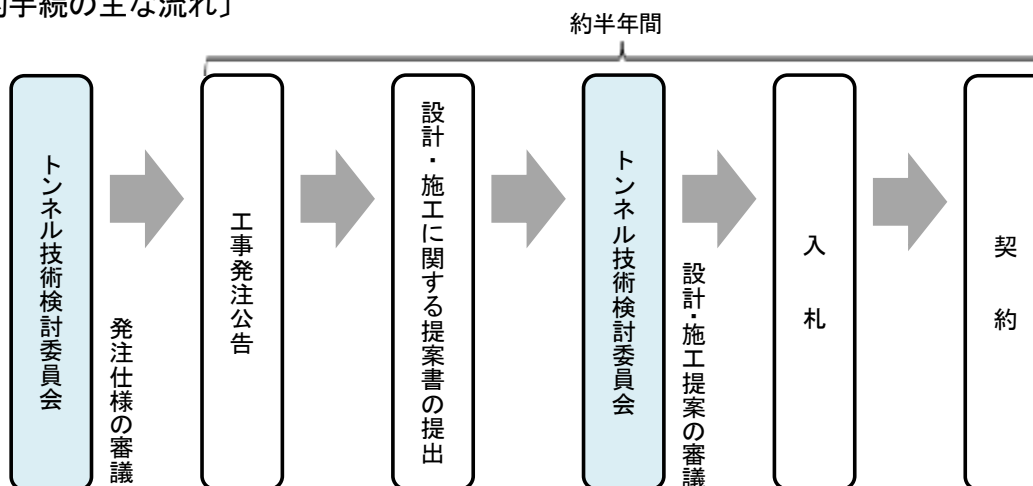 約手続の主な流れ〕
約半年間
トンネル技術検討委員会
発注仕様の審議
工事発注公告
設計・施工に関する提案書の提出
トンネル技術検討委員会
設計・施工提案の審議
入札
契約